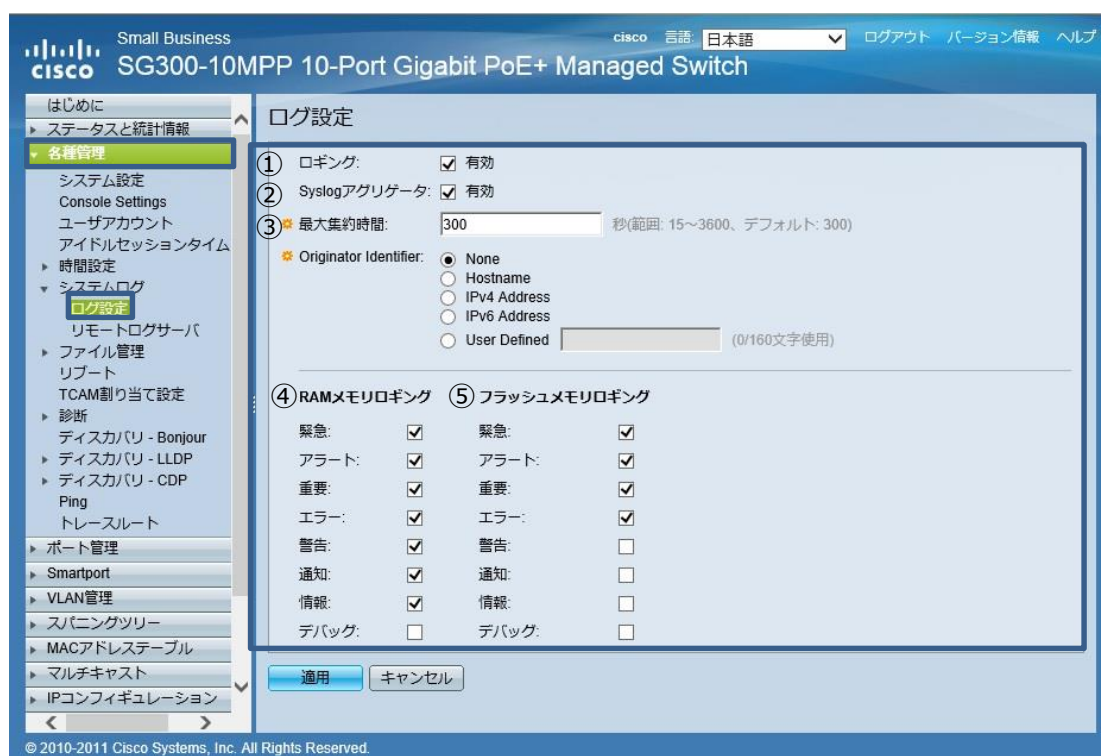 Small Business
cisco 言語: 日本語 ログアウト バージョン情報 ヘルプ
CISCO SG300-10MPP 10-Port Gigabit PoE+ Managed Switch
はじめに
ステータスと統計情報
各種管理
システム設定
Console Settings
ユーザアカウント
アイドルセッションタイム
時間設定
システムログ
ログ設定
リモートログサーバ
ファイル管理
リブート
TCAM割り当て設定
診断
ディスカバリ - Bonjour
ディスカバリ - LLDP
ディスカバリ - CDP
Ping
トレースルート
ポート管理
Smartport
VLAN管理
スパニングツリー
MACアドレステーブル
マルチキャスト
IPコンフィギュレーション
ログ設定
① ロギング: 有効
② Syslogアグリゲータ: 有効
③ 最大集約時間: 300 秒(範囲: 15～3600、デフォルト: 300)
Originator Identifier: None
Hostname
IPv4 Address
IPv6 Address
User Defined (0/160文字使用)
④ RAMメモリロギング ⑤ フラッシュメモリロギング
緊急: 緊急:
アラート: アラート:
重要: 重要:
エラー: エラー:
警告: 警告:
通知: 通知:
情報: 情報:
デバッグ: デバッグ:
適用 キャンセル
© 2010-2011 Cisco Systems, Inc. All Rights Reserved.